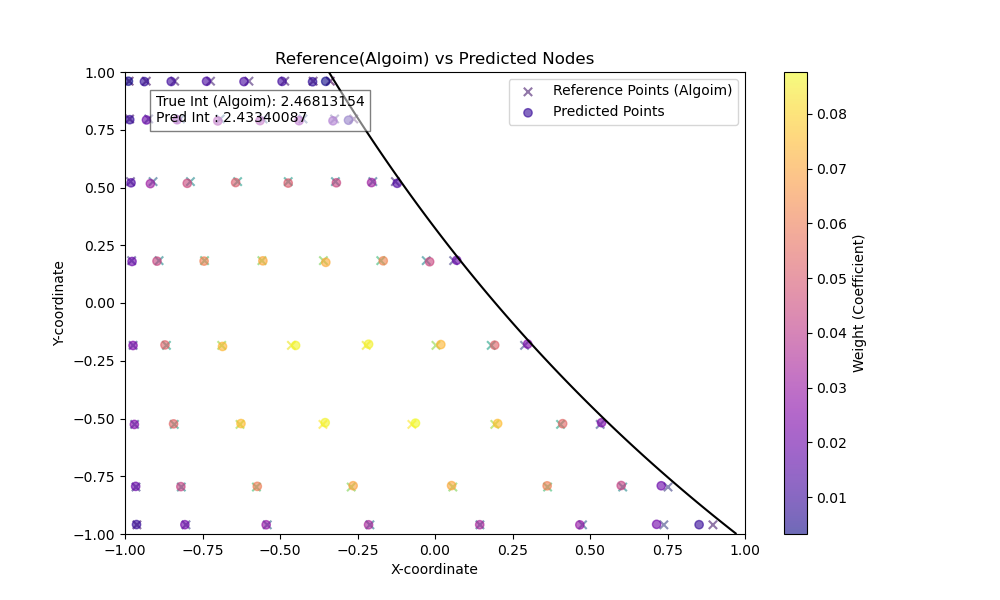 Reference(Algoim) vs Predicted Nodes
True Int (Algoim): 2.46813154
Pred Int : 2.43340087
Reference Points (Algoim)
Predicted Points
1.00
0.75
0.50
0.25
0.00
−0.25
−0.50
−0.75
−1.00
Y-coordinate
−1.00 −0.75 −0.50 −0.25 0.00 0.25 0.50 0.75 1.00
X-coordinate
0.08
0.07
0.06
0.05
0.04
0.03
0.02
0.01
Weight (Coefficient)